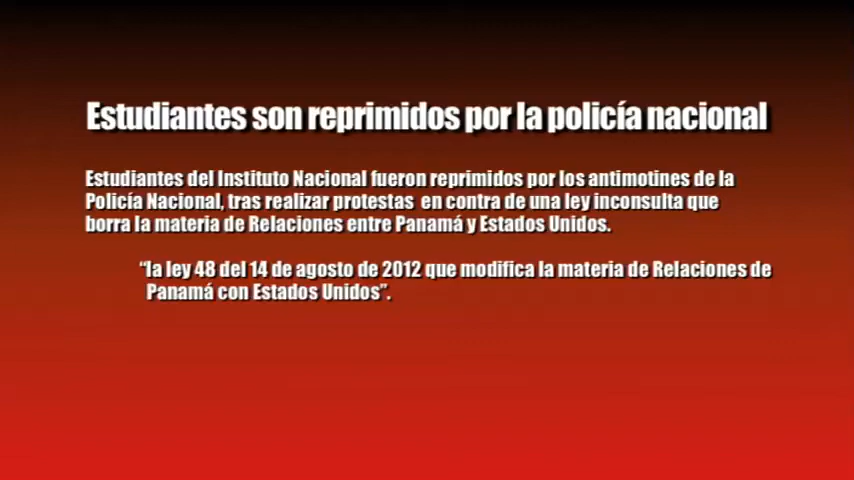 Estudiantes son reprimidos por la policía nacional
Estudiantes del Instituto Nacional fueron reprimidos por los antimotines de la
Policía Nacional, tras realizar protestas en contra de una ley inconsulta que
borra la materia de Relaciones entre Panamá y Estados Unidos.
“la ley 48 del 14 de agosto de 2012 que modifica la materia de Relaciones de
Panamá con Estados Unidos”.